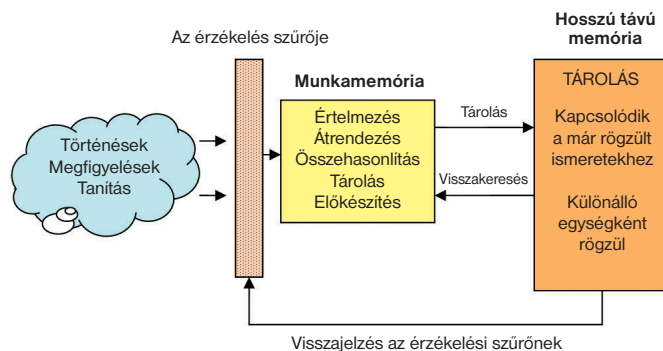 Az érzékelés szűrője
Hosszú távú
memória
Munkamemória
Történések
Megfigyelések
Tanítás
Értelmezés
Átrendezés
Összehasonlítás
Tárolás
Előkészítés
Tárolás
Visszakeresés
TÁROLÁS
Kapcsolódik
a már rögzült
ismeretekhez
Különálló
egységként
rögzül
Visszajelzés az érzékelési szűrőnek